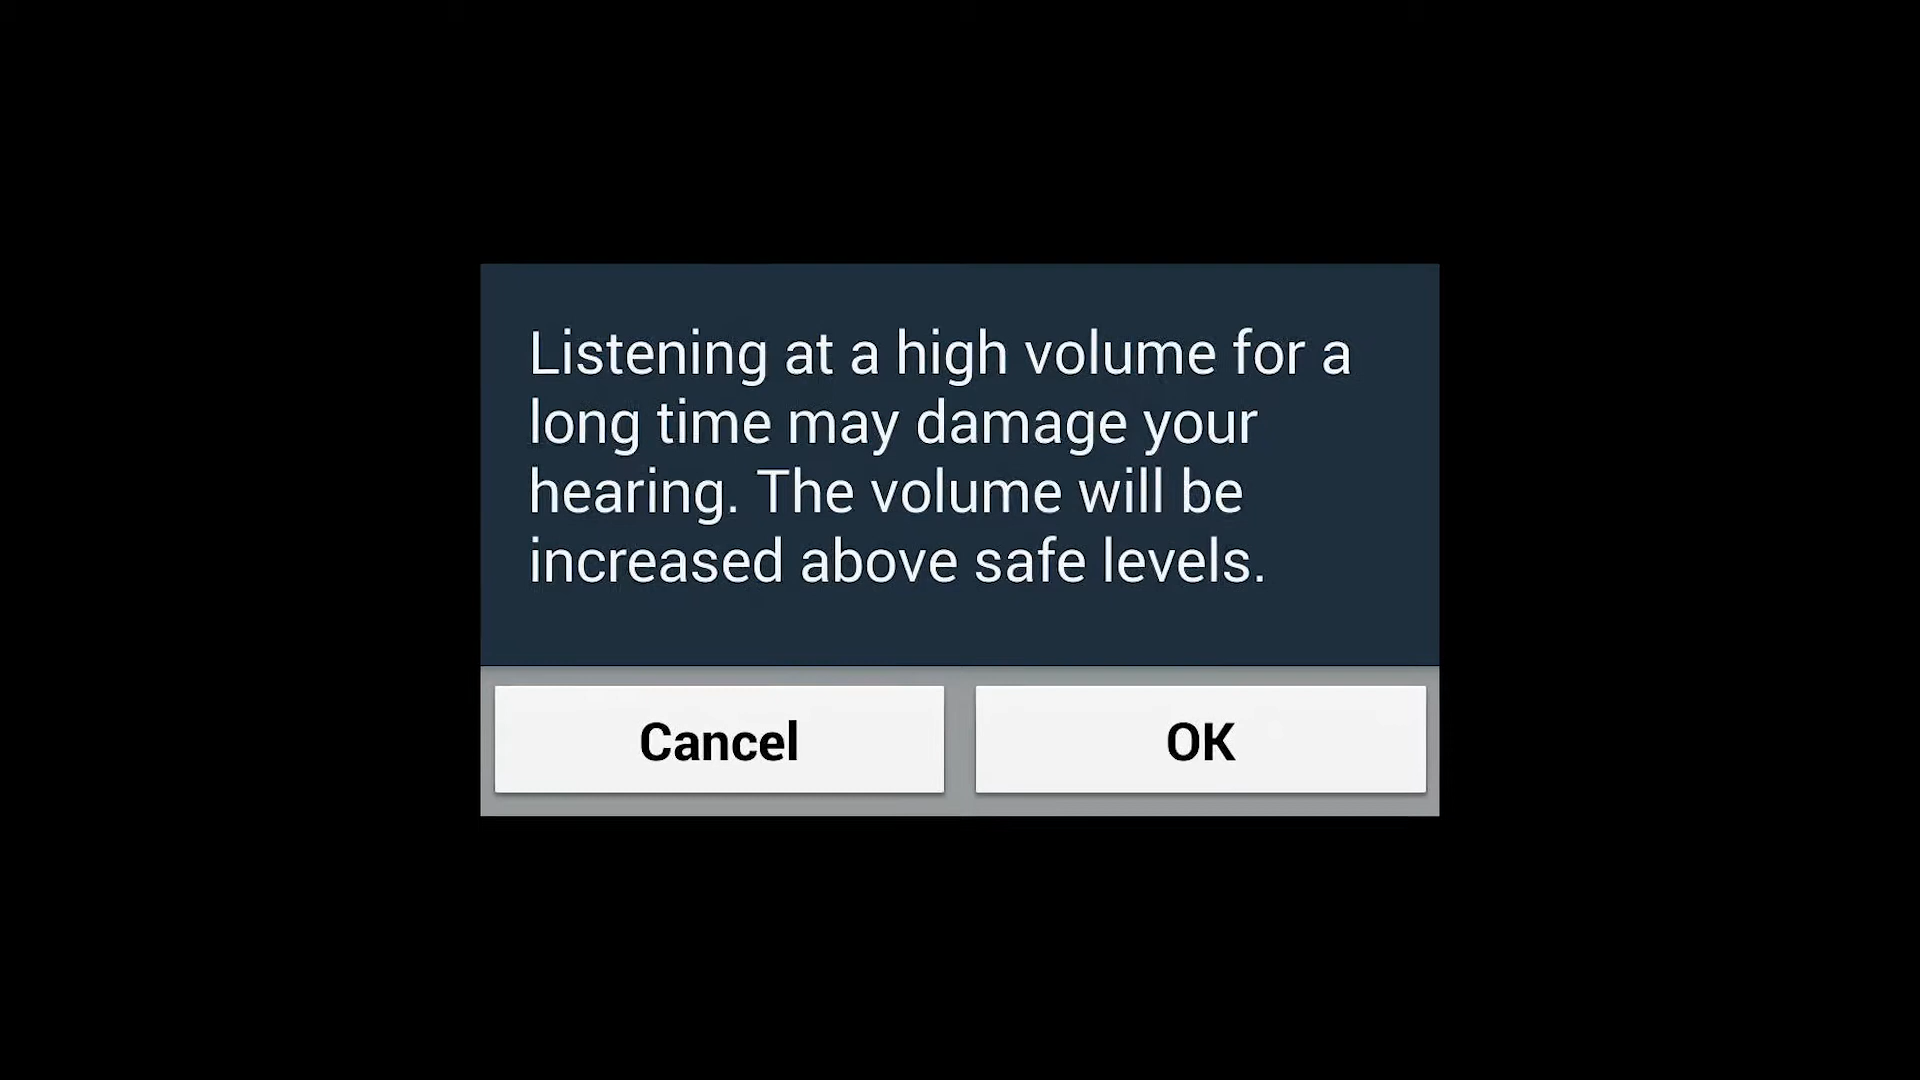 Listening at a high volume for a
long time may damage your
hearing. The volume will be
increased above safe levels.
Cancel
OK